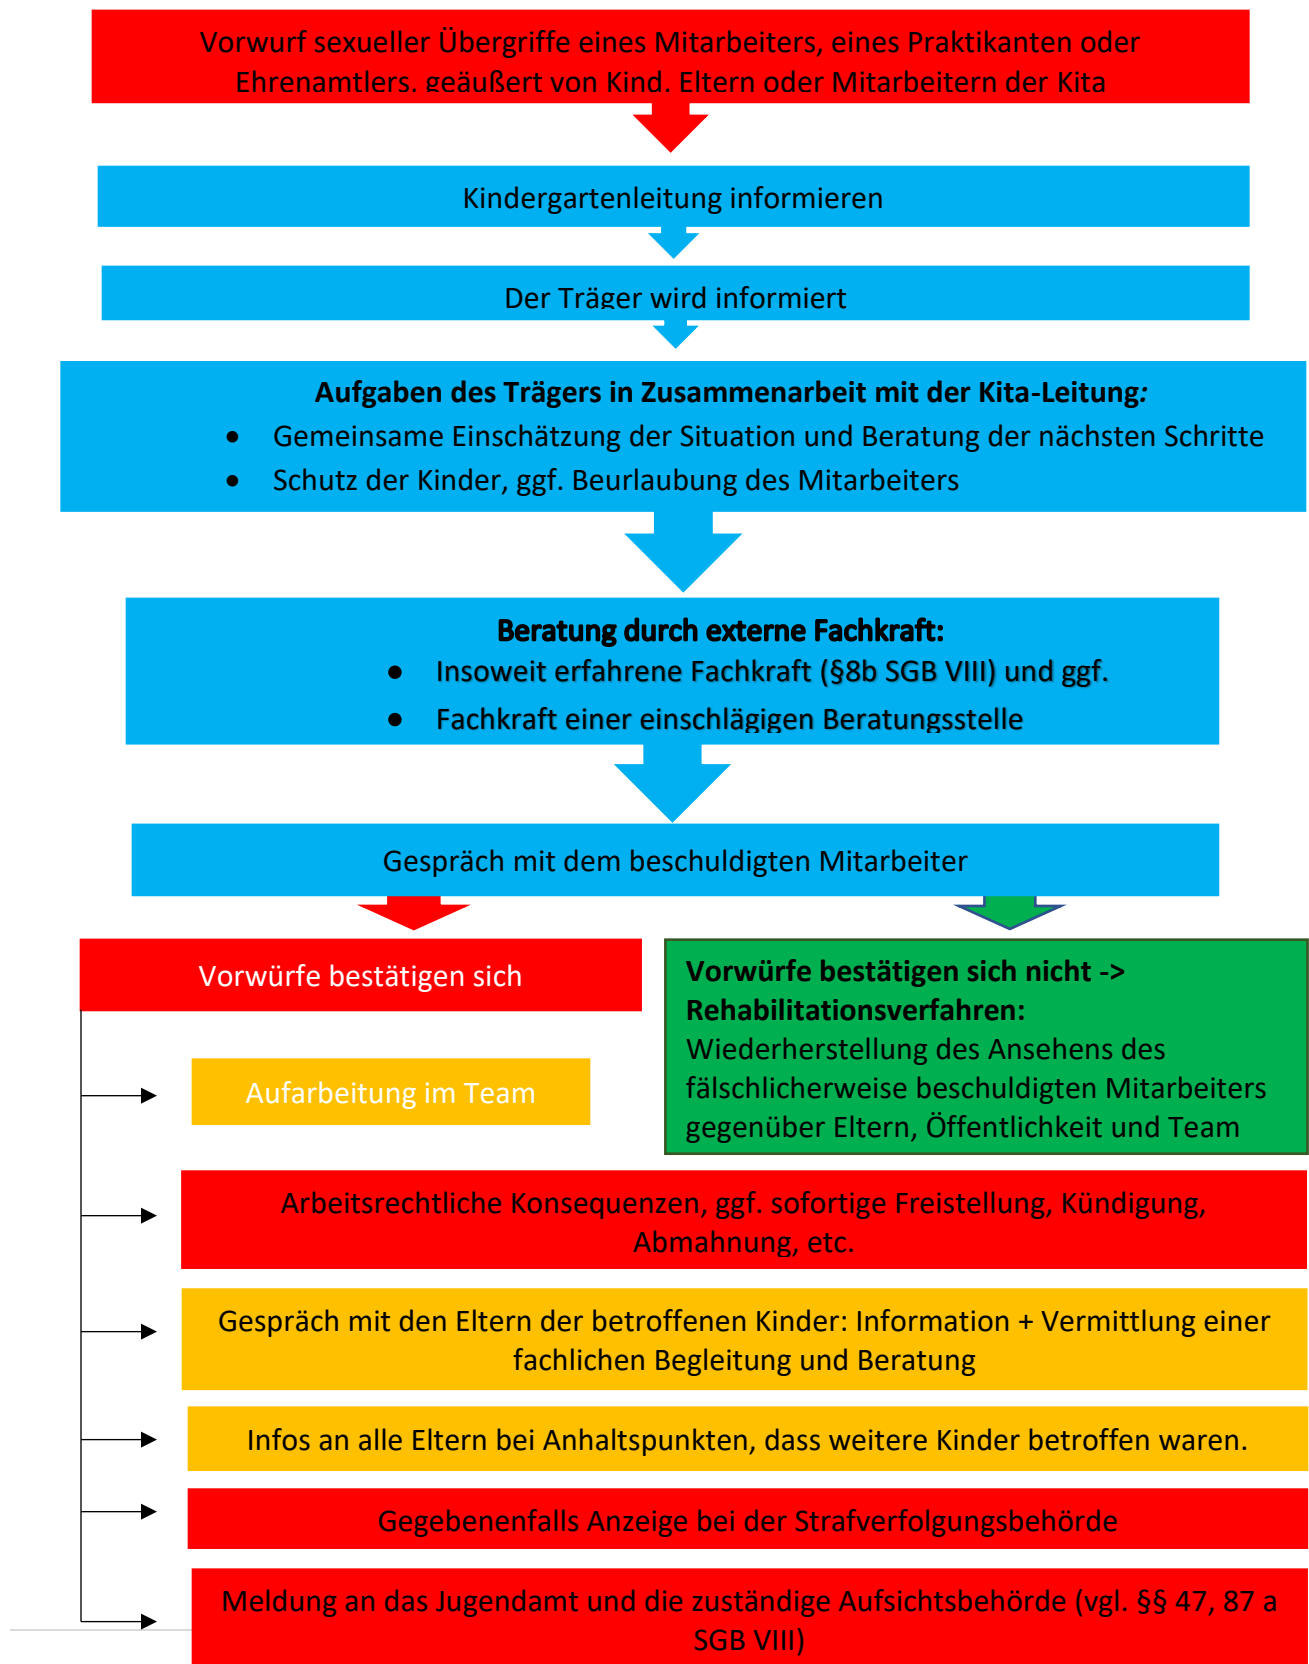 Vorwurf sexueller Übergriffe eines Mitarbeiters, eines Praktikanten oder
Ehrenamtlers, geäußert von Kind, Eltern oder Mitarbeitern der Kita
Kindergartenleitung informieren
Der Träger wird informiert
Aufgaben des Trägers in Zusammenarbeit mit der Kita-Leitung:
• Gemeinsame Einschätzung der Situation und Beratung der nächsten Schritte
• Schutz der Kinder, ggf. Beurlaubung des Mitarbeiters
Beratung durch externe Fachkraft:
• Insoweit erfahrene Fachkraft (§8b SGB VIII) und ggf.
• Fachkraft einer einschlägigen Beratungsstelle
Gespräch mit dem beschuldigten Mitarbeiter
Vorwürfe bestätigen sich
Vorwürfe bestätigen sich nicht ->
Rehabilitationsverfahren:
Wiederherstellung des Ansehens des
fälschlicherweise beschuldigten Mitarbeiters
gegenüber Eltern, Öffentlichkeit und Team
Aufarbeitung im Team
Arbeitsrechtliche Konsequenzen, ggf. sofortige Freistellung, Kündigung,
Abmahnung, etc.
Gespräch mit den Eltern der betroffenen Kinder: Information + Vermittlung einer
fachlichen Begleitung und Beratung
Infos an alle Eltern bei Anhaltspunkten, dass weitere Kinder betroffen waren.
Gegebenenfalls Anzeige bei der Strafverfolgungsbehörde
Meldung an das Jugendamt und die zuständige Aufsichtsbehörde (vgl. §§ 47, 87 a
SGB VIII)